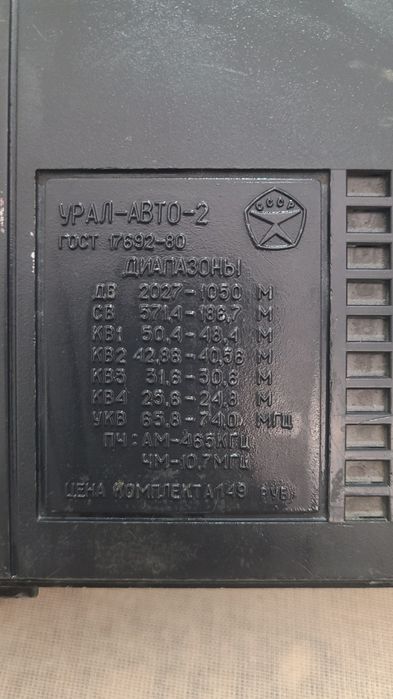 СССР
УРАЛ-АВТО-2
ГОСТ 17692-80
ДИАПАЗОНЫ
ДВ 2027-1050 М
СВ 571,4-186,7 М
КВ1 50,4-48,4 М
КВ2 42,86-40,56 М
КВ3 31,6-30,6 М
КВ4 25,6-24,8 М
УКВ 65,8-74,0 МГЦ
ПЧ: АМ-465КГЦ
ЧМ-10,7МГЦ
ЦЕНА КОМПЛЕКТА 149 РУБ